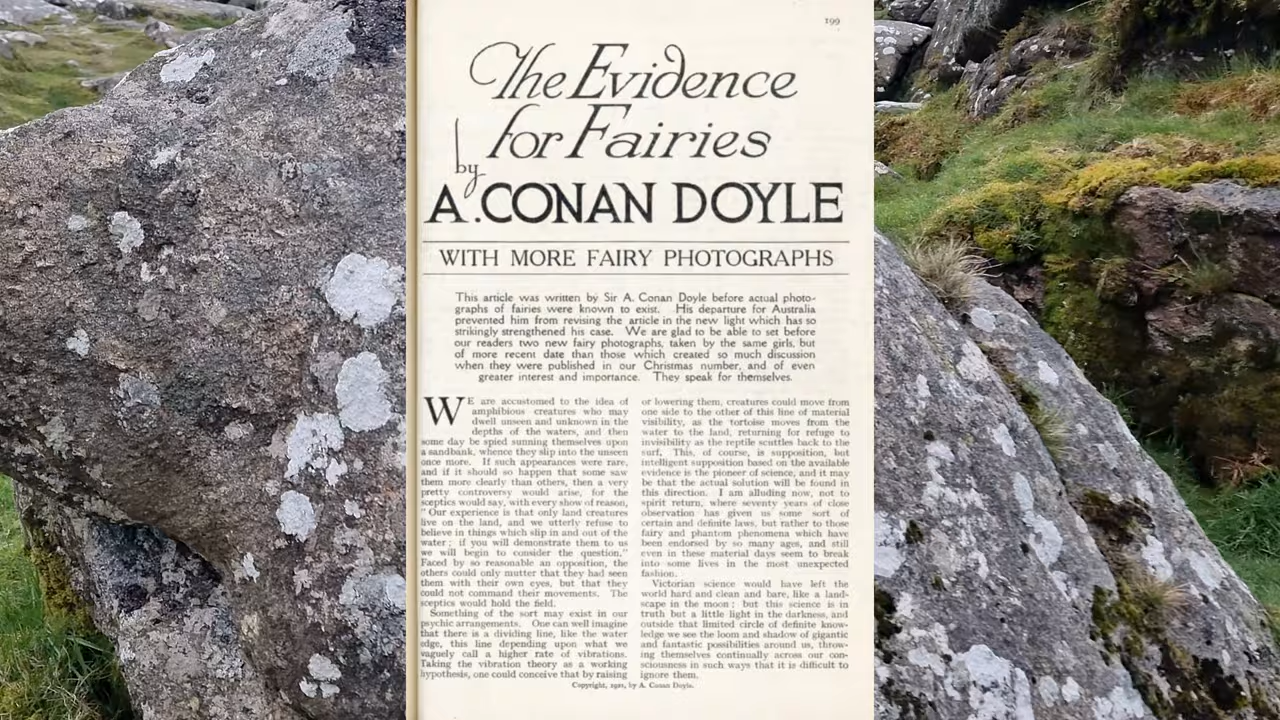 199
The Evidence
for Fairies
by
A. CONAN DOYLE
WITH MORE FAIRY PHOTOGRAPHS
This article was written by Sir A. Conan Doyle before actual photo-
graphs of fairies were known to exist. His departure for Australia
prevented him from revising the article in the new light which has so
strikingly strengthened his case. We are glad to be able to set before
our readers two new fairy photographs, taken by the same girls, but
of more recent date than those which created so much discussion
when they were published in our Christmas number, and of even
greater interest and importance. They speak for themselves.
WE are accustomed to the idea of
amphibious creatures who may
dwell unseen and unknown in the
depths of the waters, and then
some day be spied sunning themselves upon
a sandbank, whence they slip into the unseen
once more. If such appearances were rare,
and if it should so happen that some saw
them more clearly than others, then a very
pretty controversy would arise, for the
sceptics would say, with every show of reason,
"Our experience is that only land creatures
live on the land, and we utterly refuse to
believe in things which slip in and out of the
water; if you will demonstrate them to us
we will begin to consider the question."
Faced by so reasonable an opposition, the
others could only mutter that they had seen
them with their own eyes, but that they
could not command their movements. The
sceptics would hold the field.
Something of the sort may exist in our
psychic arrangements. One can well imagine
that there is a dividing line, like the water
edge, this line depending upon what we
vaguely call a higher rate of vibrations.
Taking the vibration theory as a working
hypothesis, one could conceive that by raising
or lowering them, creatures could move from
one side to the other of this line of material
visibility, as the tortoise moves from the
water to the land, returning for refuge to
invisibility as the reptile scuttles back to the
surf. This, of course, is supposition, but
intelligent supposition based on the available
evidence is the pioneer of science, and it may
be that the actual solution will be found in
this direction. I am alluding now, not to
spirit return, where seventy years of close
observation has given us some sort of
certain and definite laws, but rather to those
fairy and phantom phenomena which have
been endorsed by so many ages, and still
even in these material days seem to break
into some lives in the most unexpected
fashion.
Victorian science would have left the
world hard and clean and bare, like a land-
scape in the moon; but this science is in
truth but a little light in the darkness, and
outside that limited circle of definite know-
ledge we see the loom and shadow of gigantic
and fantastic possibilities around us, throw-
ing themselves continually across our con-
sciousness in such ways that it is difficult to
ignore them.
Copyright, 1921, by A. Conan Doyle.